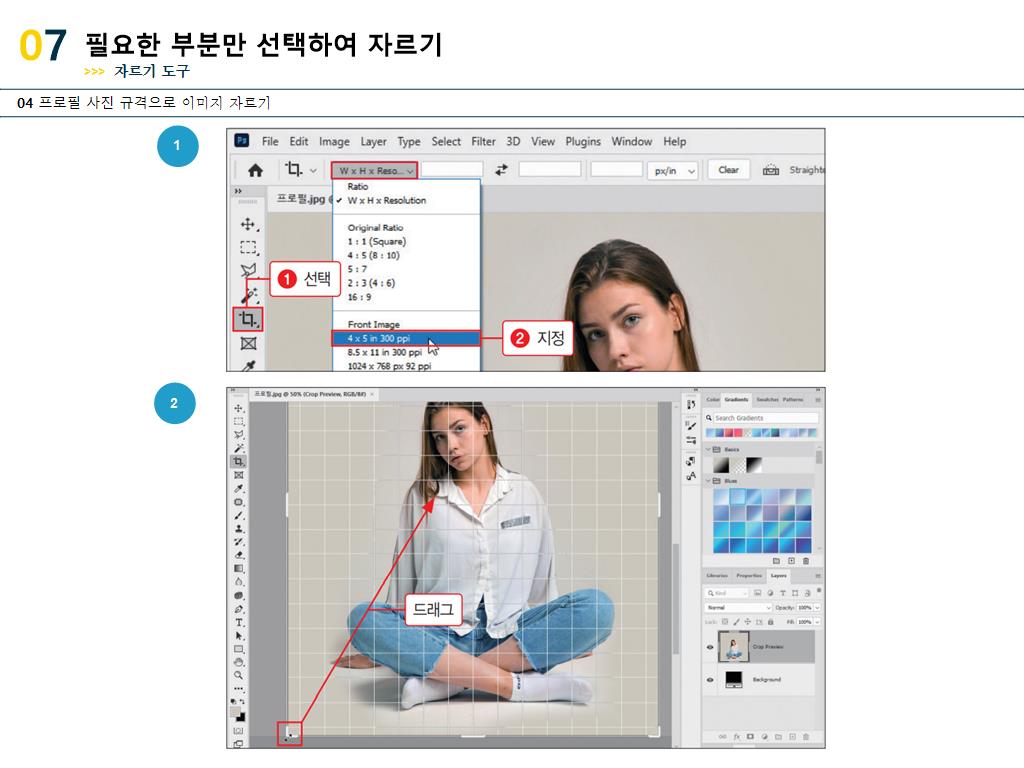 07 필요한 부분만 선택하여 자르기
>>> 자르기 도구
04 프로필 사진 규격으로 이미지 자르기
1
Ps File Edit Image Layer Type Select Filter 3D View Plugins Window Help
W x H x Reso... px/in Clear Straighte
프로필.jpg @
Ratio
✓ W x H x Resolution
Original Ratio
1 : 1 (Square)
4 : 5 (8 : 10)
5 : 7
2 : 3 (4 : 6)
16 : 9
1 선택
Front Image
4 x 5 in 300 ppi
2 지정
8.5 x 11 in 300 ppi
1024 x 768 px 92 ppi
2
프로필.jpg @ 50% (Crop Preview, RGB/8#) ×
Color Gradients Swatches Patterns
Search Gradients
Basics
Blues
드래그
Libraries Properties Layers
Kind
Normal Opacity: 100%
Lock: Fill: 100%
Crop Preview
Background